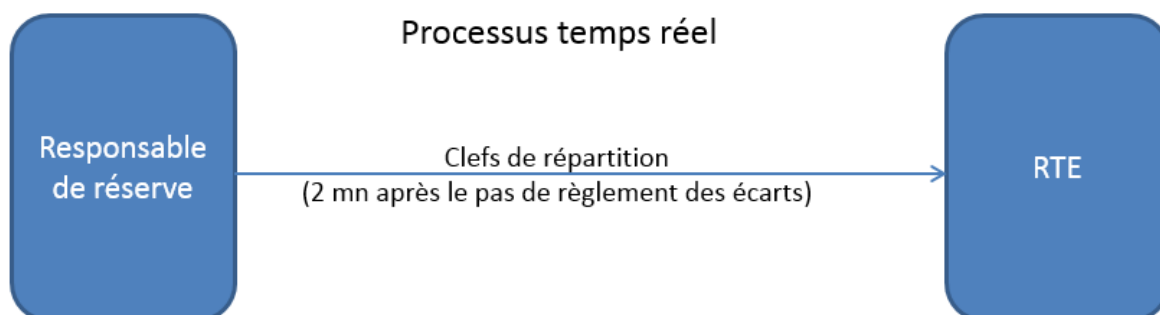 Processus temps réel
Responsable
de réserve
Clefs de répartition
(2 mn après le pas de règlement des écarts)
RTE